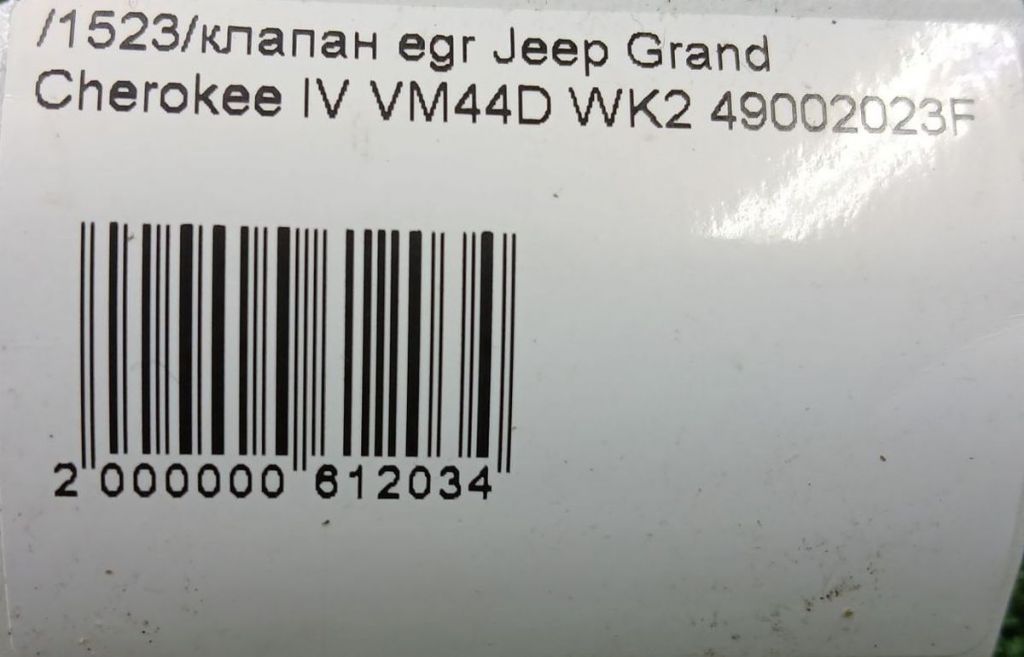 /1523/клапан egr Jeep Grand
Cherokee IV VM44D WK2 49002023F
2 000000 612034